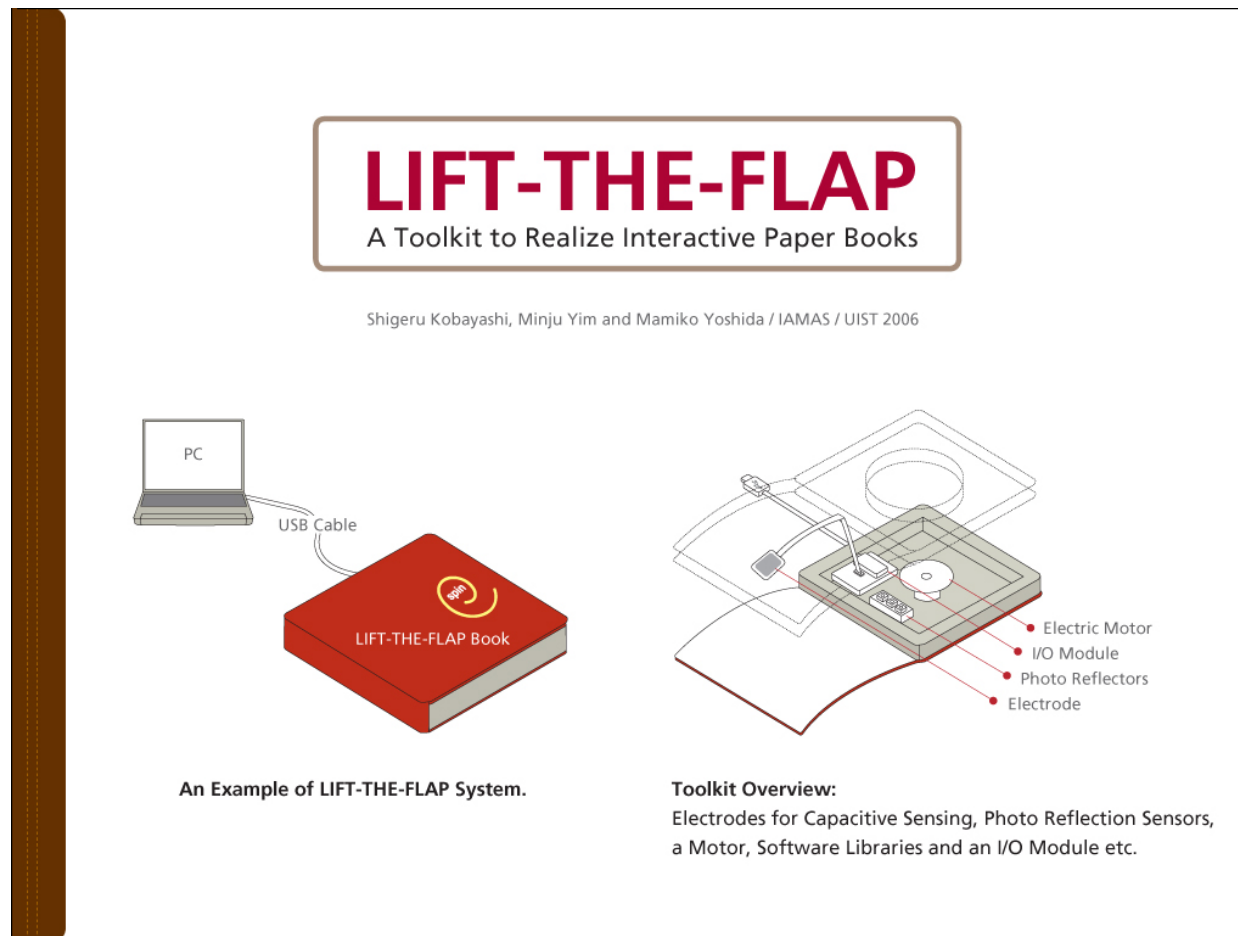 LIFT-THE-FLAP
A Toolkit to Realize Interactive Paper Books
Shigeru Kobayashi, Minju Yim and Mamiko Yoshida / IAMAS / UIST 2006
PC
USB Cable
spin
LIFT-THE-FLAP Book
An Example of LIFT-THE-FLAP System.
Electric Motor
I/O Module
Photo Reflectors
Electrode
Toolkit Overview:
Electrodes for Capacitive Sensing, Photo Reflection Sensors,
a Motor, Software Libraries and an I/O Module etc.